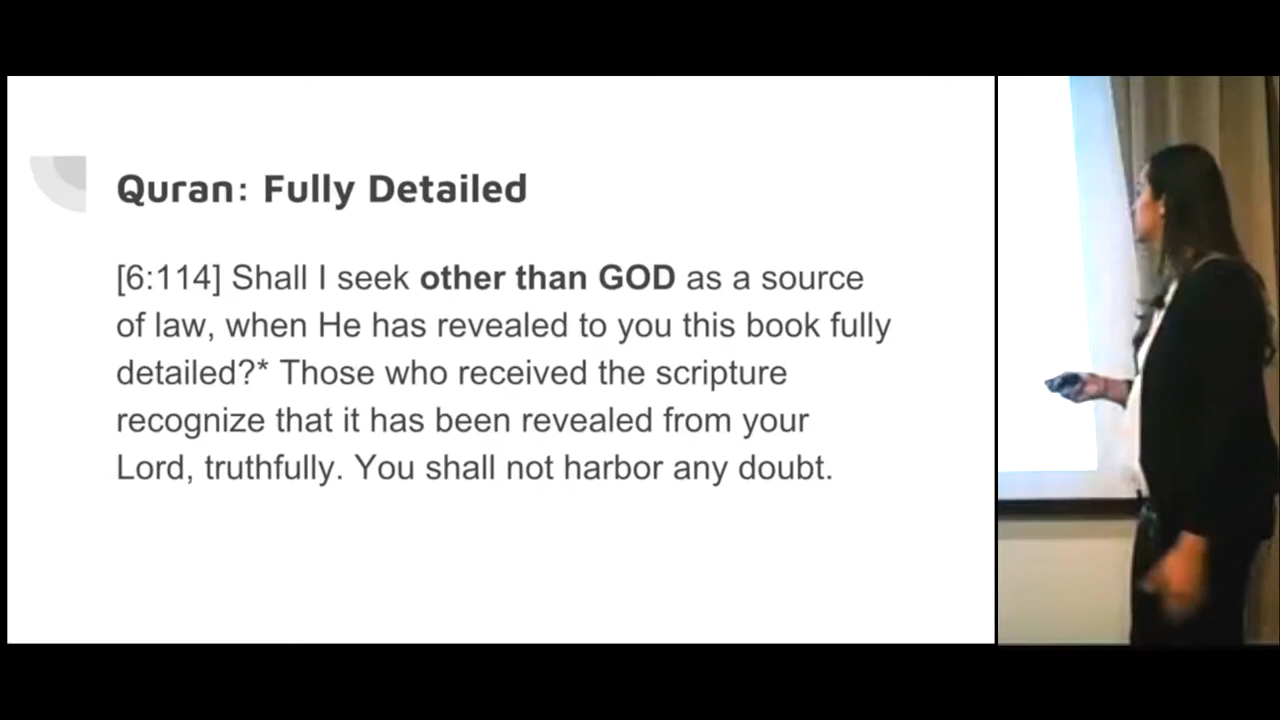 Quran: Fully Detailed
[6:114] Shall I seek other than GOD as a source
of law, when He has revealed to you this book fully
detailed?* Those who received the scripture
recognize that it has been revealed from your
Lord, truthfully. You shall not harbor any doubt.